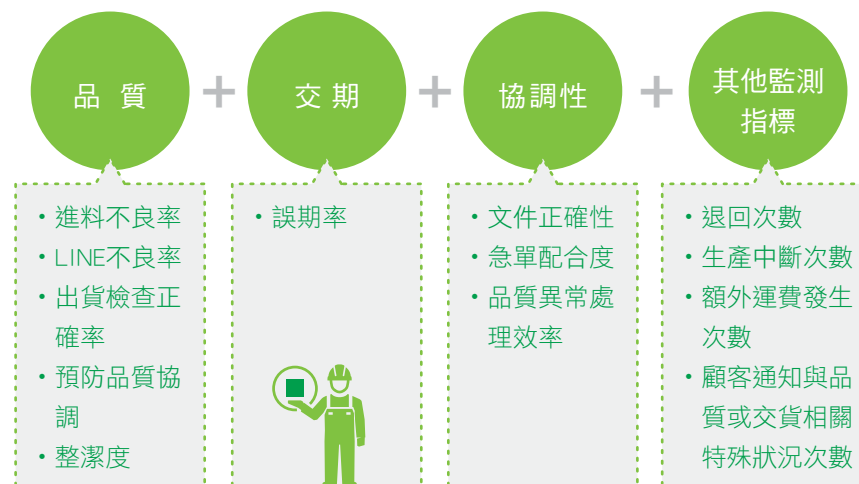 品 質
+
交 期
+
協調性
+
其他監測
指標
• 進料不良率
• LINE不良率
• 出貨檢查正
確率
• 預防品質協
調
• 整潔度
• 誤期率
• 文件正確性
• 急單配合度
• 品質異常處
理效率
• 退回次數
• 生產中斷次數
• 額外運費發生
次數
• 顧客通知與品
質或交貨相關
特殊狀況次數